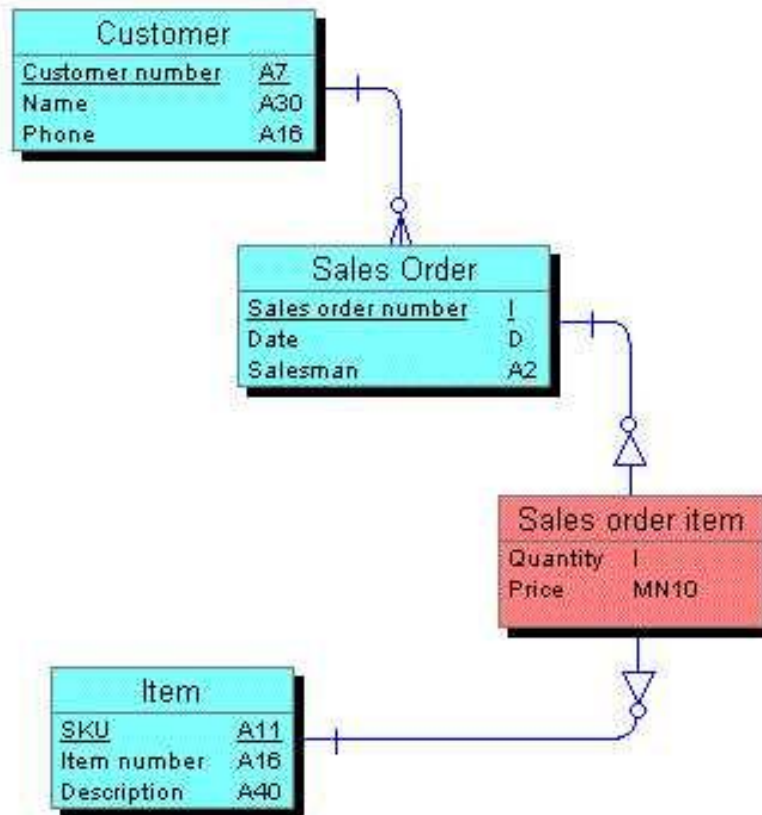 Customer
Customer number A7
Name A30
Phone A16
Sales Order
Sales order number I
Date D
Salesman A2
Sales order item
Quantity I
Price MN10
Item
SKU A11
Item number A16
Description A40